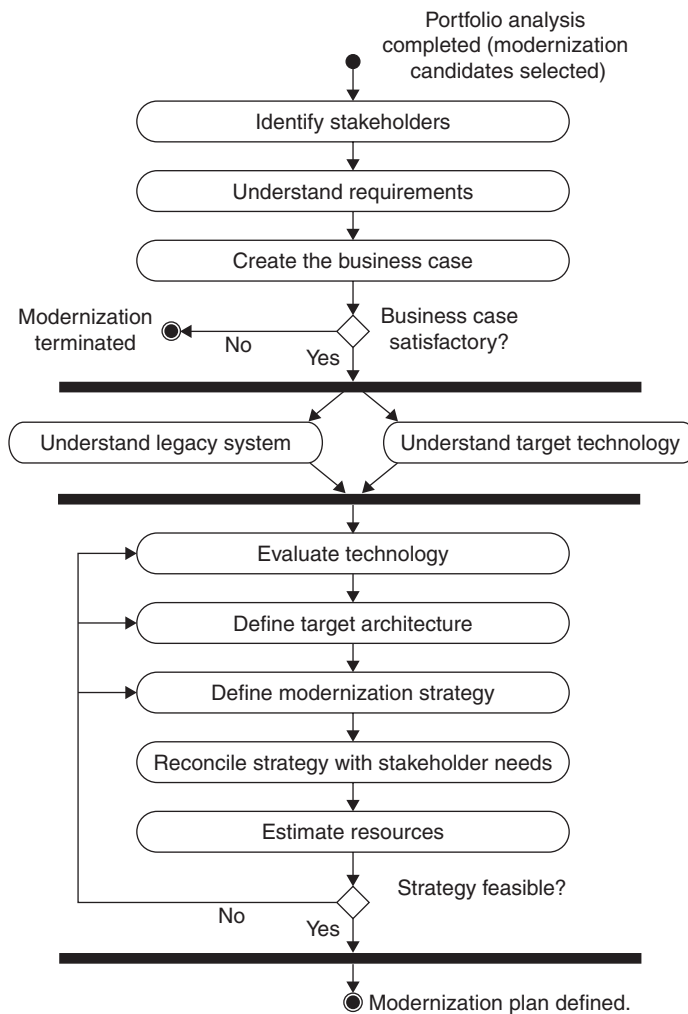 Portfolio analysis
completed (modernization
candidates selected)
Identify stakeholders
Understand requirements
Create the business case
Business case
satisfactory?
Modernization
terminated
No
Yes
Understand legacy system
Understand target technology
Evaluate technology
Define target architecture
Define modernization strategy
Reconcile strategy with stakeholder needs
Estimate resources
Strategy feasible?
No
Yes
Modernization plan defined.